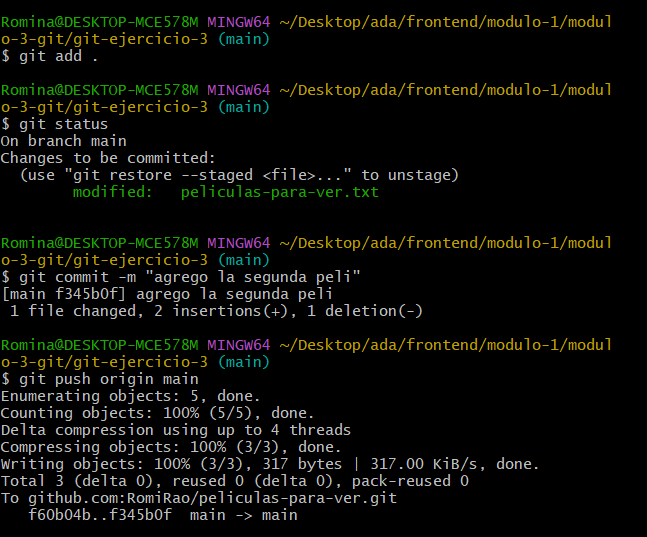 Romina@DESKTOP-MCE578M MINGW64 ~/Desktop/ada/frontend/modulo-1/modul
o-3-git/git-ejercicio-3 (main)
$ git add .
Romina@DESKTOP-MCE578M MINGW64 ~/Desktop/ada/frontend/modulo-1/modul
o-3-git/git-ejercicio-3 (main)
$ git status
On branch main
Changes to be committed:
  (use "git restore --staged <file>..." to unstage)
        modified:   peliculas-para-ver.txt
Romina@DESKTOP-MCE578M MINGW64 ~/Desktop/ada/frontend/modulo-1/modul
o-3-git/git-ejercicio-3 (main)
$ git commit -m "agrego la segunda peli"
[main f345b0f] agrego la segunda peli
 1 file changed, 2 insertions(+), 1 deletion(-)
Romina@DESKTOP-MCE578M MINGW64 ~/Desktop/ada/frontend/modulo-1/modul
o-3-git/git-ejercicio-3 (main)
$ git push origin main
Enumerating objects: 5, done.
Counting objects: 100% (5/5), done.
Delta compression using up to 4 threads
Compressing objects: 100% (3/3), done.
Writing objects: 100% (3/3), 317 bytes | 317.00 KiB/s, done.
Total 3 (delta 0), reused 0 (delta 0), pack-reused 0
To github.com:RomiRao/peliculas-para-ver.git
   f60b04b..f345b0f  main -> main